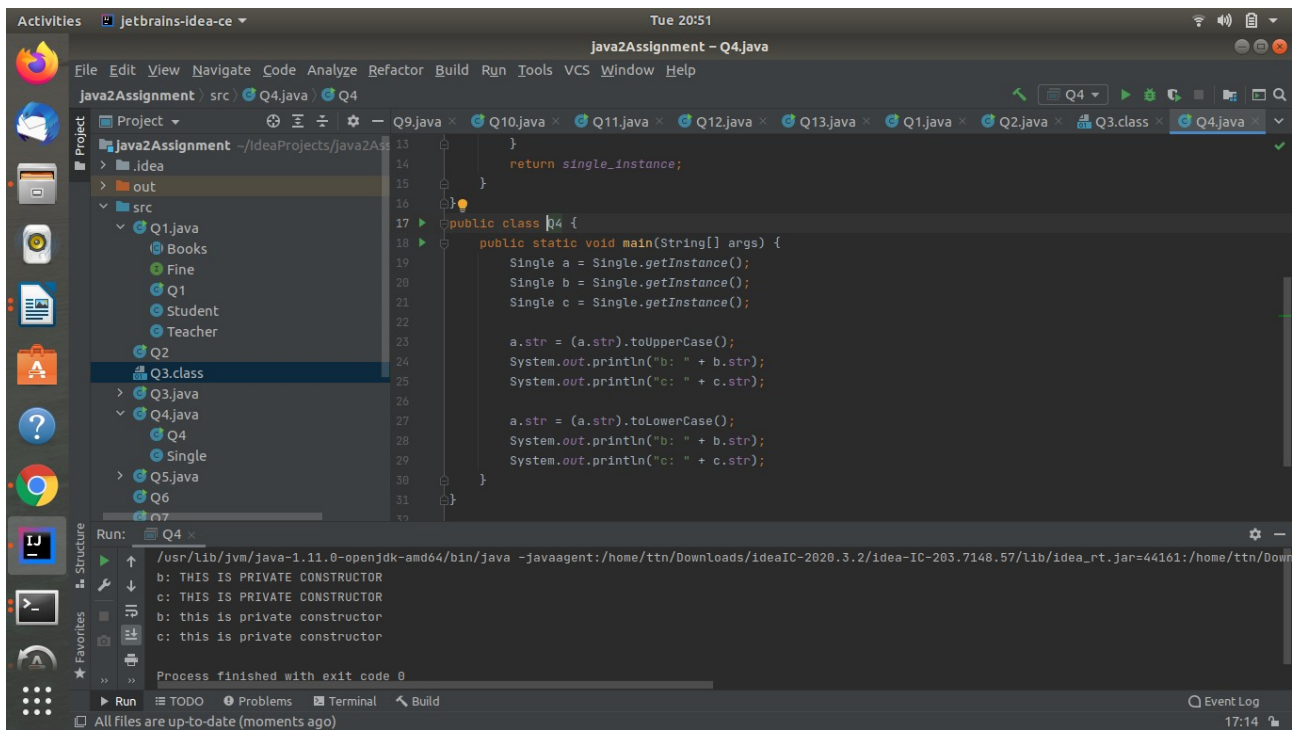 Activities jetbrains-idea-ce Tue 20:51
java2Assignment – Q4.java
File Edit View Navigate Code Analyze Refactor Build Run Tools VCS Window Help
java2Assignment src Q4.java Q4 Q4
Project Project Q9.java Q10.java Q11.java Q12.java Q13.java Q1.java Q2.java Q3.class Q4.java
java2Assignment ~/IdeaProjects/java2Ass 13 }
.idea 14 return single_instance;
out 15 }
src 16 }
Q1.java 17 public class Q4 {
Books 18 public static void main(String[] args) {
Fine 19 Single a = Single.getInstance();
Q1 20 Single b = Single.getInstance();
Student 21 Single c = Single.getInstance();
Teacher 22
Q2 23 a.str = (a.str).toUpperCase();
24 System.out.println("b: " + b.str);
Q3.class 25 System.out.println("c: " + c.str);
Q3.java 26
Q4.java 27 a.str = (a.str).toLowerCase();
Q4 28 System.out.println("b: " + b.str);
Single 29 System.out.println("c: " + c.str);
Q5.java 30 }
Q6 31 }
Q7 32
Structure
Favorites
Run: Q4
/usr/lib/jvm/java-1.11.0-openjdk-amd64/bin/java -javaagent:/home/ttn/Downloads/ideaIC-2020.3.2/idea-IC-203.7148.57/lib/idea_rt.jar=44161:/home/ttn/Down
b: THIS IS PRIVATE CONSTRUCTOR
c: THIS IS PRIVATE CONSTRUCTOR
b: this is private constructor
c: this is private constructor
Process finished with exit code 0
Run TODO Problems Terminal Build Event Log
All files are up-to-date (moments ago) 17:14